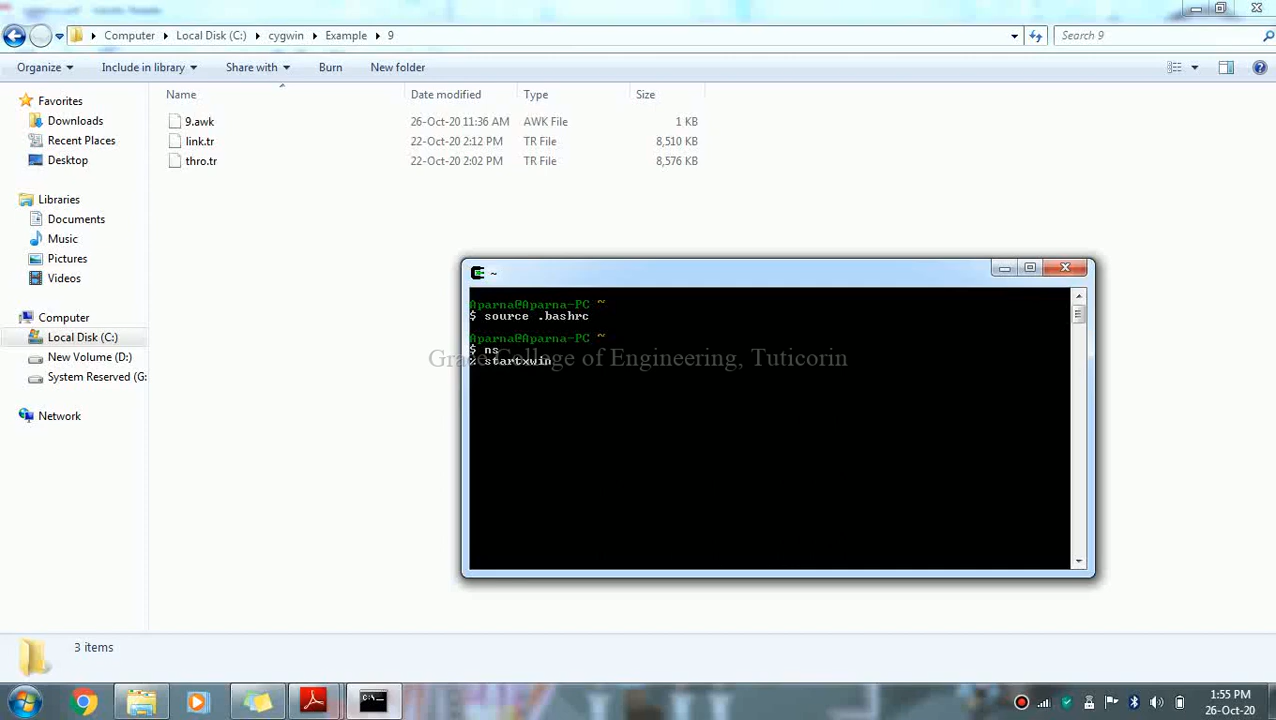 Computer Local Disk (C:) cygwin Example 9
Search 9
Organize Include in library Share with Burn New folder
Name Date modified Type Size
Favorites
Downloads
Recent Places
Desktop
Libraries
Documents
Music
Pictures
Videos
Computer
Local Disk (C:)
New Volume (D:)
System Reserved (G:
Network
9.awk 26-Oct-20 11:36 AM AWK File 1 KB
link.tr 22-Oct-20 2:12 PM TR File 8,510 KB
thro.tr 22-Oct-20 2:02 PM TR File 8,576 KB
~
Aparna@Aparna-PC ~
$ source .bashrc
Aparna@Aparna-PC ~
$ ns
% startxwin
College of Engineering, Tuticorin
3 items
C:\
1:55 PM
26-Oct-20